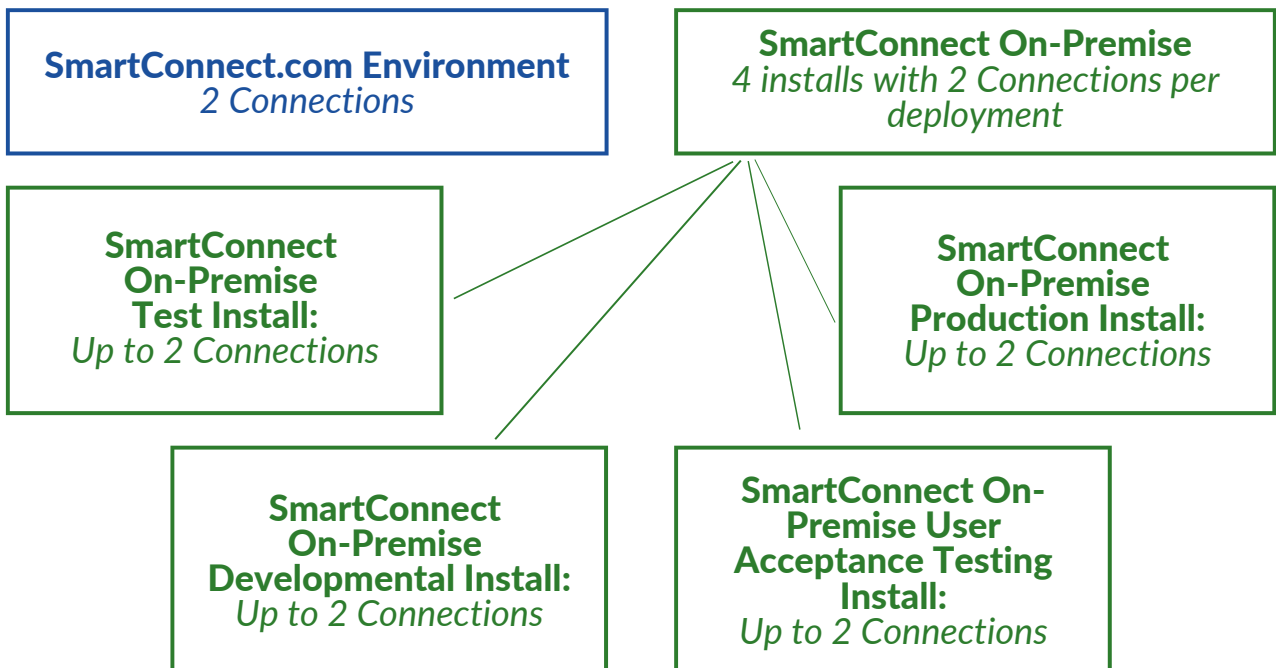 SmartConnect.com Environment
2 Connections
SmartConnect On-Premise
4 installs with 2 Connections per
deployment
SmartConnect
On-Premise
Test Install:
Up to 2 Connections
SmartConnect
On-Premise
Production Install:
Up to 2 Connections
SmartConnect
On-Premise
Developmental Install:
Up to 2 Connections
SmartConnect On-
Premise User
Acceptance Testing
Install:
Up to 2 Connections